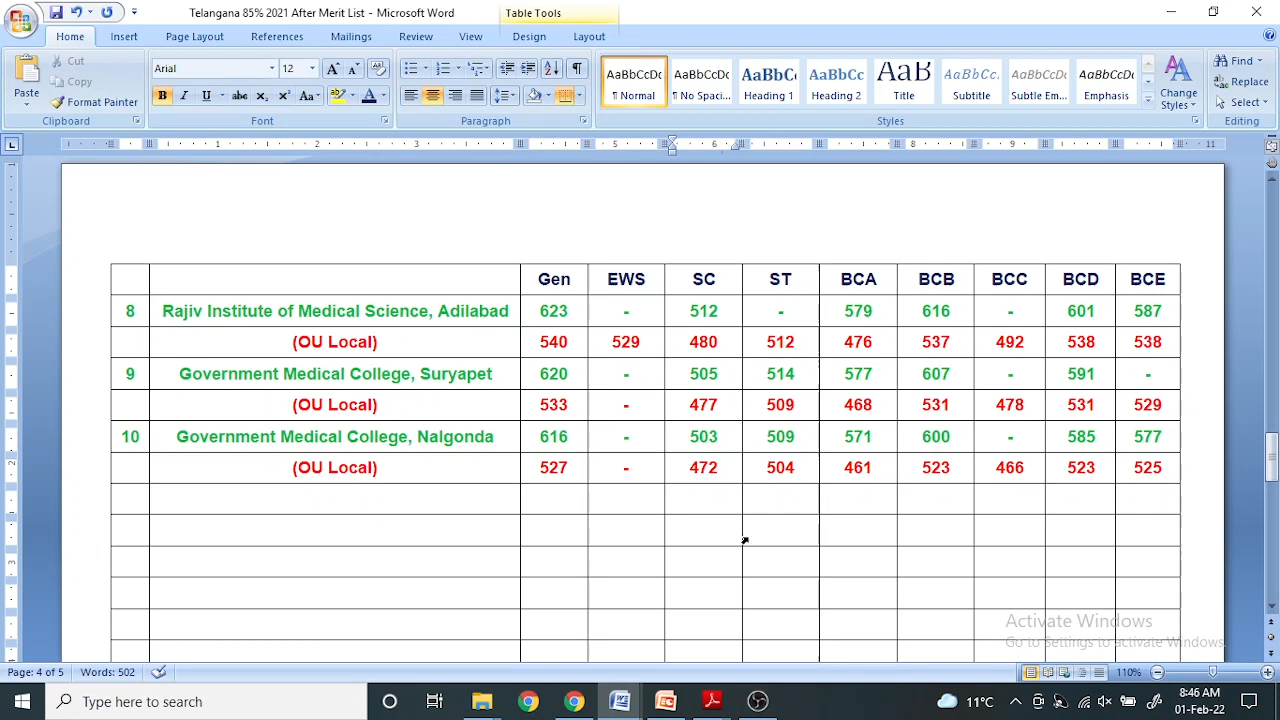 Telangana 85% 2021 After Merit List - Microsoft Word
Table Tools
Home Insert Page Layout References Mailings Review View Design Layout
Paste
Cut
Copy
Format Painter
Clipboard
Arial 12
Font
Paragraph
AaBbCcDc AaBbCcDc AaBbCc AaBbCc AaB AaBbCc. AaBbCcDc AaBbCcDc
¶ Normal ¶ No Spaci... Heading 1 Heading 2 Title Subtitle Subtle Em... Emphasis
Change Styles
Styles
Find
Replace
Select
Editing
Gen EWS SC ST BCA BCB BCC BCD BCE
8 Rajiv Institute of Medical Science, Adilabad 623 - 512 - 579 616 - 601 587
(OU Local) 540 529 480 512 476 537 492 538 538
9 Government Medical College, Suryapet 620 - 505 514 577 607 - 591 -
(OU Local) 533 - 477 509 468 531 478 531 529
10 Government Medical College, Nalgonda 616 - 503 509 571 600 - 585 577
(OU Local) 527 - 472 504 461 523 466 523 525
Activate Windows
Go to Settings to activate Windows.
Page: 4 of 5 Words: 502 110%
Type here to search
11°C
8:46 AM
01-Feb-22